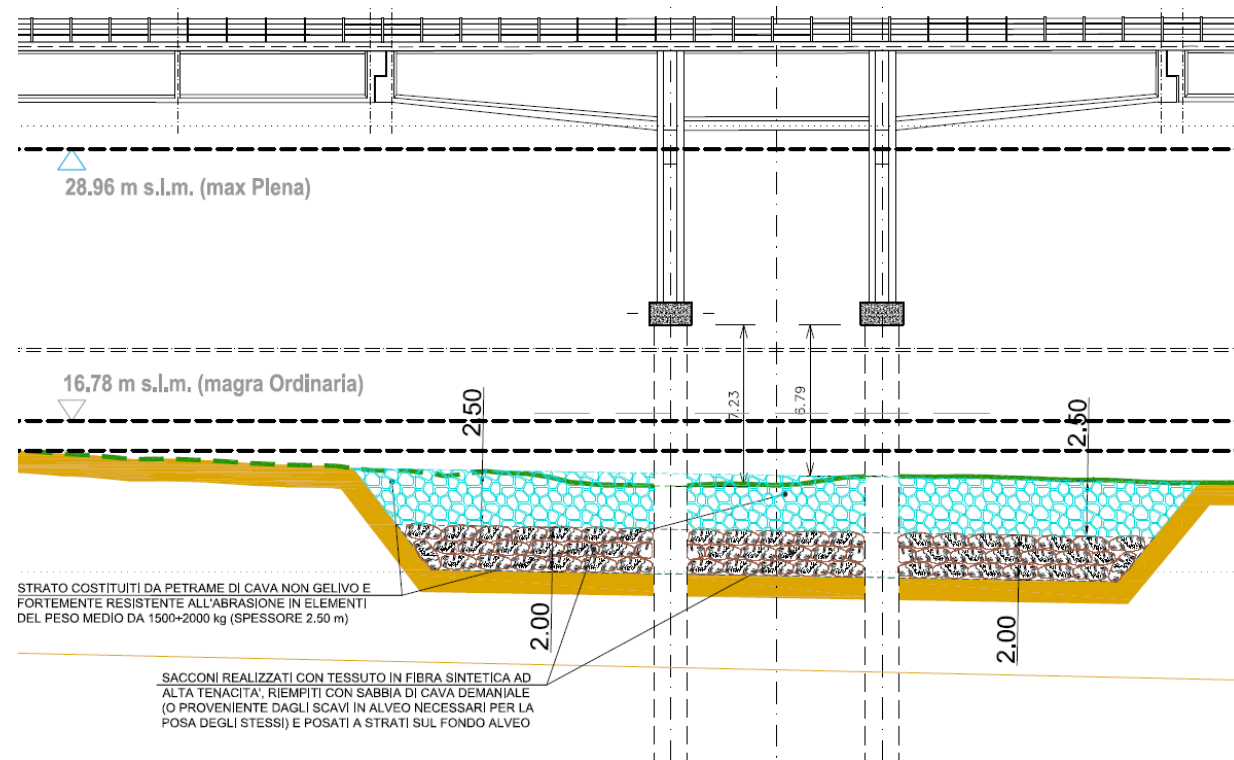 28.96 m s.l.m. (max Piena)
16.78 m s.l.m. (magra Ordinaria)
2.50
7.23
6.79
2.50
STRATO COSTITUITI DA PETRAME DI CAVA NON GELIVO E
FORTEMENTE RESISTENTE ALL'ABRASIONE IN ELEMENTI
DEL PESO MEDIO DA 1500÷2000 kg (SPESSORE 2.50 m)
2.00
2.00
SACCONI REALIZZATI CON TESSUTO IN FIBRA SINTETICA AD
ALTA TENACITA', RIEMPITI CON SABBIA DI CAVA DEMANIALE
(O PROVENIENTE DAGLI SCAVI IN ALVEO NECESSARI PER LA
POSA DEGLI STESSI) E POSATI A STRATI SUL FONDO ALVEO